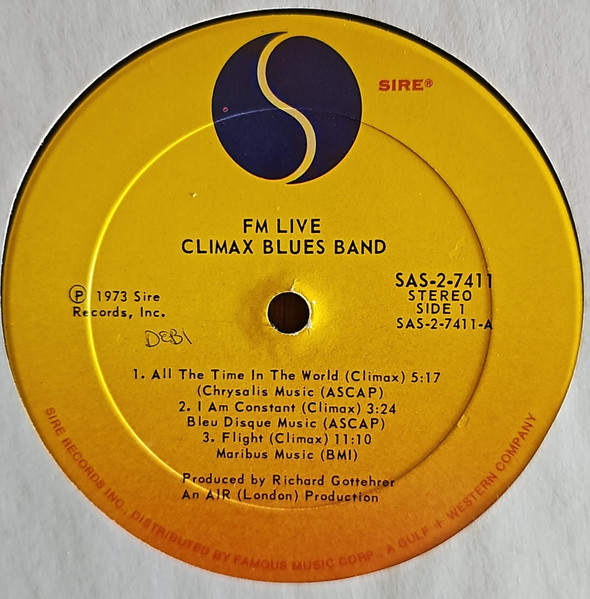 SIRE®
FM LIVE
CLIMAX BLUES BAND
SAS-2-7411
STEREO
SIDE 1
SAS-2-7411-A
Ⓟ 1973 Sire
Records, Inc.
DEBI
1. All The Time In The World (Climax) 5:17
(Chrysalis Music (ASCAP)
2. I Am Constant (Climax) 3:24
Bleu Disque Music (ASCAP)
3. Flight (Climax) 11:10
Maribus Music (BMI)
Produced by Richard Gottehrer
An AIR (London) Production
SIRE RECORDS INC., DISTRIBUTED BY FAMOUS MUSIC CORP., A GULF + WESTERN COMPANY